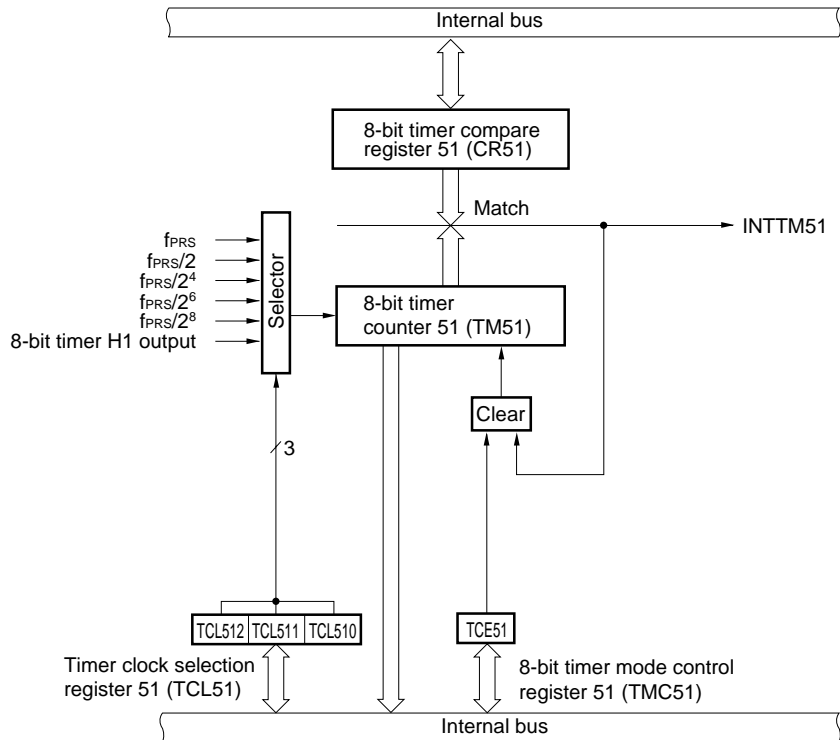 Internal bus
8-bit timer compare
register 51 (CR51)
Match
INTTM51
fPRS
fPRS/2
fPRS/2⁴
fPRS/2⁶
fPRS/2⁸
8-bit timer H1 output
Selector
8-bit timer
counter 51 (TM51)
Clear
3
TCL512 TCL511 TCL510
TCE51
Timer clock selection
register 51 (TCL51)
8-bit timer mode control
register 51 (TMC51)
Internal bus